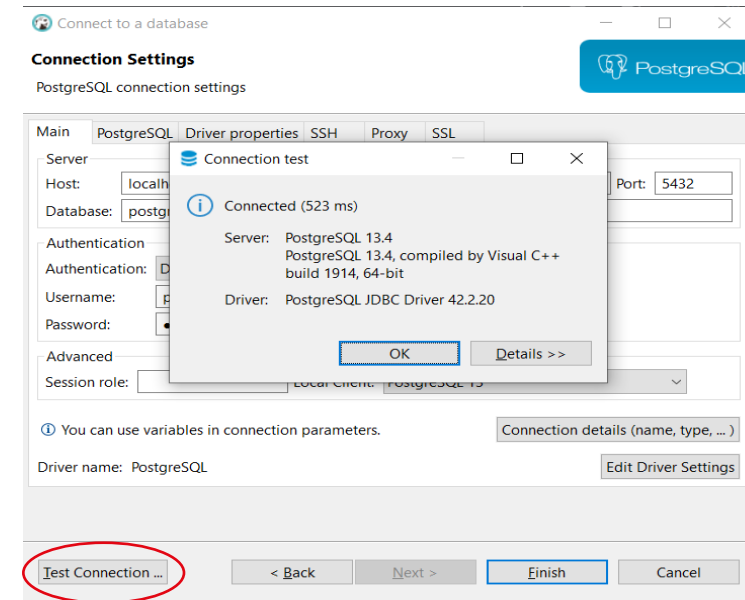 Connect to a database
Connection Settings
PostgreSQL connection settings
PostgreSQL
Main PostgreSQL Driver properties SSH Proxy SSL
Server
Host: localh Port: 5432
Database: postgr
Authentication
Authentication: D
Username: p
Password:
Advanced
Session role: Local Client: PostgreSQL 13
Connection test
Connected (523 ms)
Server: PostgreSQL 13.4
PostgreSQL 13.4, compiled by Visual C++
build 1914, 64-bit
Driver: PostgreSQL JDBC Driver 42.2.20
OK Details >>
You can use variables in connection parameters.
Connection details (name, type, ... )
Driver name: PostgreSQL
Edit Driver Settings
Test Connection ... < Back Next > Finish Cancel